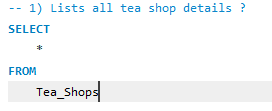 -- 1) Lists all tea shop details ?
SELECT
*
FROM
Tea_Shops